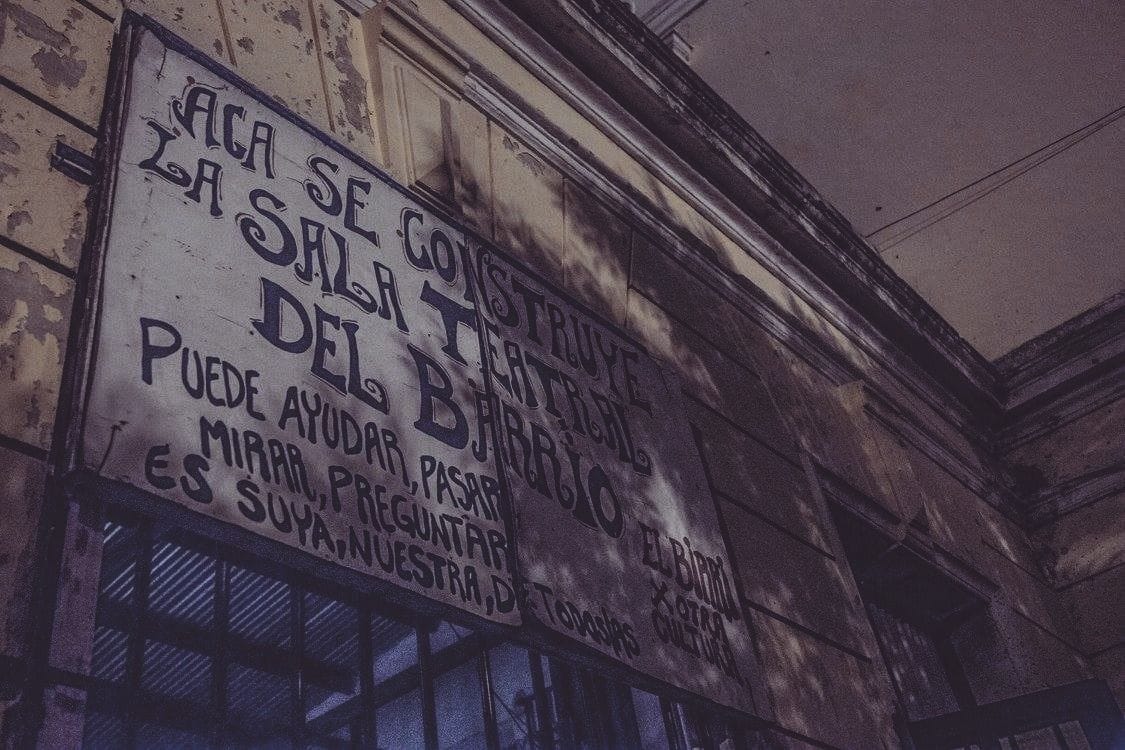 ACA SE CONSTRUYE
LA SALA TEATRAL
DEL BARRIO
PUEDE AYUDAR, PASAR
MIRAR, PREGUNTAR
ES SUYA, NUESTRA, DE TODOS/AS
EL BIRRI
X OTRA
CULTURA